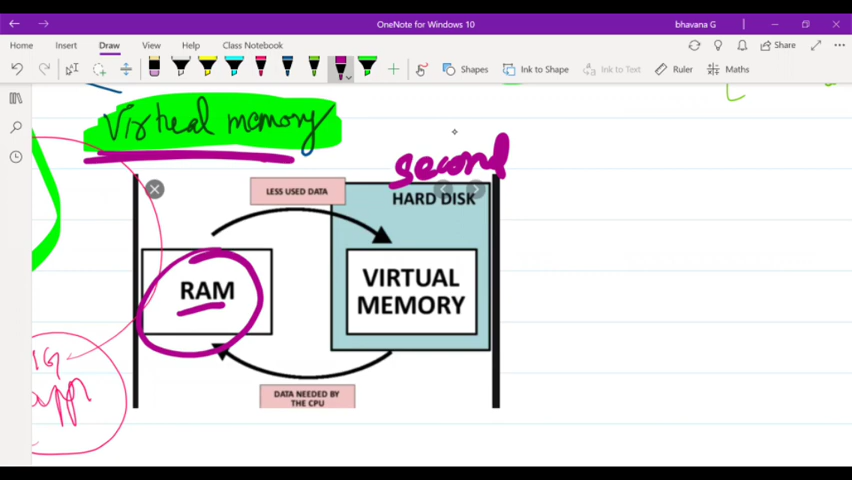 OneNote for Windows 10
bhavana G
Home Insert Draw View Help Class Notebook
Share
Shapes Ink to Shape Ink to Text Ruler Maths
Virtual memory
second
LESS USED DATA
HARD DISK
RAM
VIRTUAL
MEMORY
DATA NEEDED BY
THE CPU